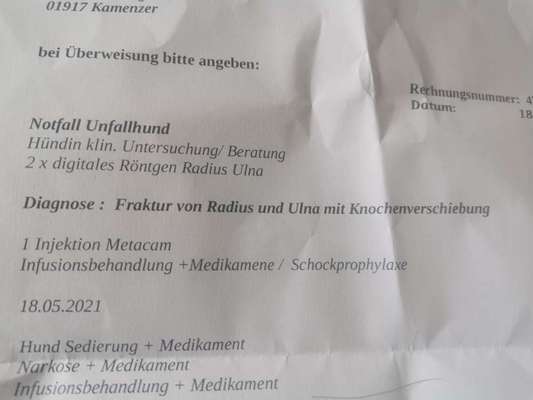 01917 Kamenzer
bei Überweisung bitte angeben:
Rechnungsnummer: 4
Datum: 18
Notfall Unfallhund
Hündin klin. Untersuchung/ Beratung
2 x digitales Röntgen Radius Ulna
Diagnose : Fraktur von Radius und Ulna mit Knochenverschiebung
1 Injektion Metacam
Infusionsbehandlung +Medikamene / Schockprophylaxe
18.05.2021
Hund Sedierung + Medikament
Narkose + Medikament
Infusionsbehandlung + Medikament